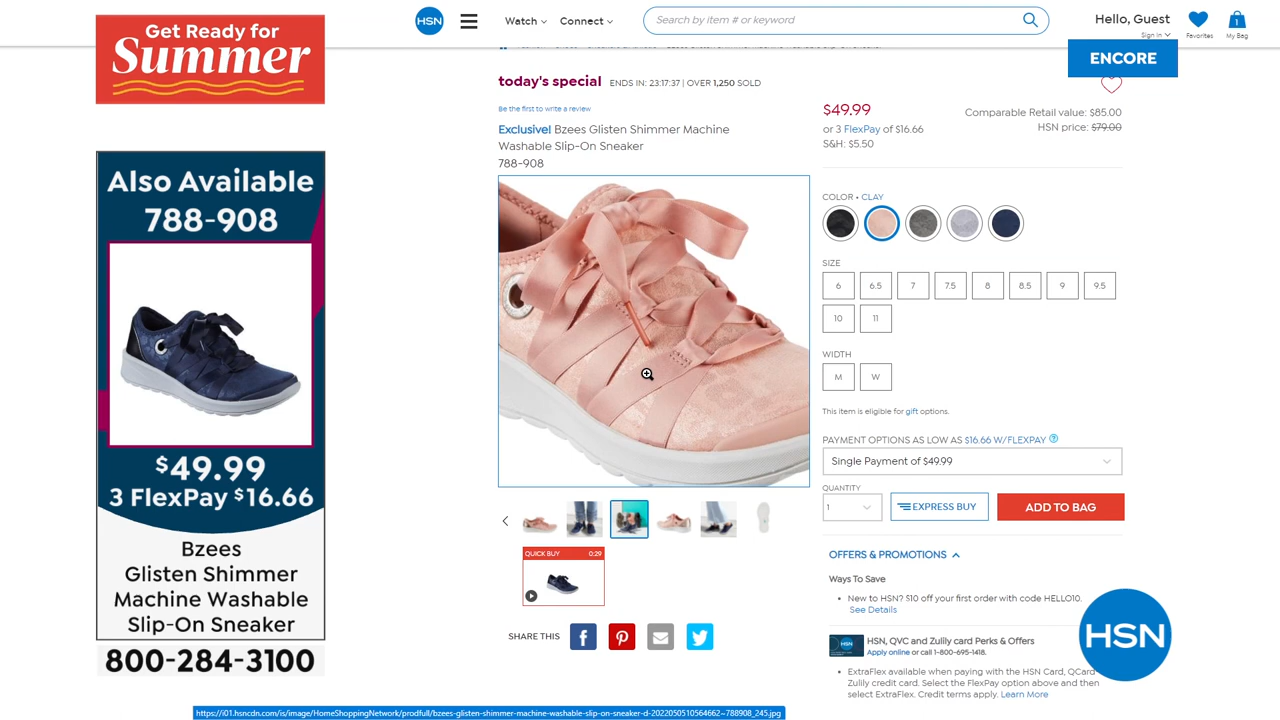 Get Ready for
Summer
Also Available
788-908
$49.99
3 FlexPay $16.66
Bzees
Glisten Shimmer
Machine Washable
Slip-On Sneaker
800-284-3100
HSN
Watch
Connect
Search by item # or keyword
Hello, Guest
Sign in
Favorites
1
My Bag
ENCORE
today's special ENDS IN: 23:17:37 | OVER 1,250 SOLD
Be the first to write a review
Exclusive! Bzees Glisten Shimmer Machine
Washable Slip-On Sneaker
788-908
$49.99
or 3 FlexPay of $16.66
S&H: $5.50
Comparable Retail value: $85.00
HSN price: $79.00
COLOR • CLAY
SIZE
6 6.5 7 7.5 8 8.5 9 9.5
10 11
WIDTH
M W
This item is eligible for gift options.
PAYMENT OPTIONS AS LOW AS $16.66 W/FLEXPAY ?
Single Payment of $49.99
QUANTITY
1
EXPRESS BUY
ADD TO BAG
QUICK BUY 0:29
SHARE THIS
OFFERS & PROMOTIONS
Ways To Save
• New to HSN? $10 off your first order with code HELLO10.
See Details
HSN, QVC and Zulily card Perks & Offers
Apply online or call 1-800-695-1418.
• ExtraFlex available when paying with the HSN Card, QCard
Zulily credit card. Select the FlexPay option above and then
select ExtraFlex. Credit terms apply. Learn More
HSN
https://i01.hsncdn.com/is/image/HomeShoppingNetwork/prodfull/bzees-glisten-shimmer-machine-washable-slip-on-sneaker-d-2022050510564662~788908_245.jpg